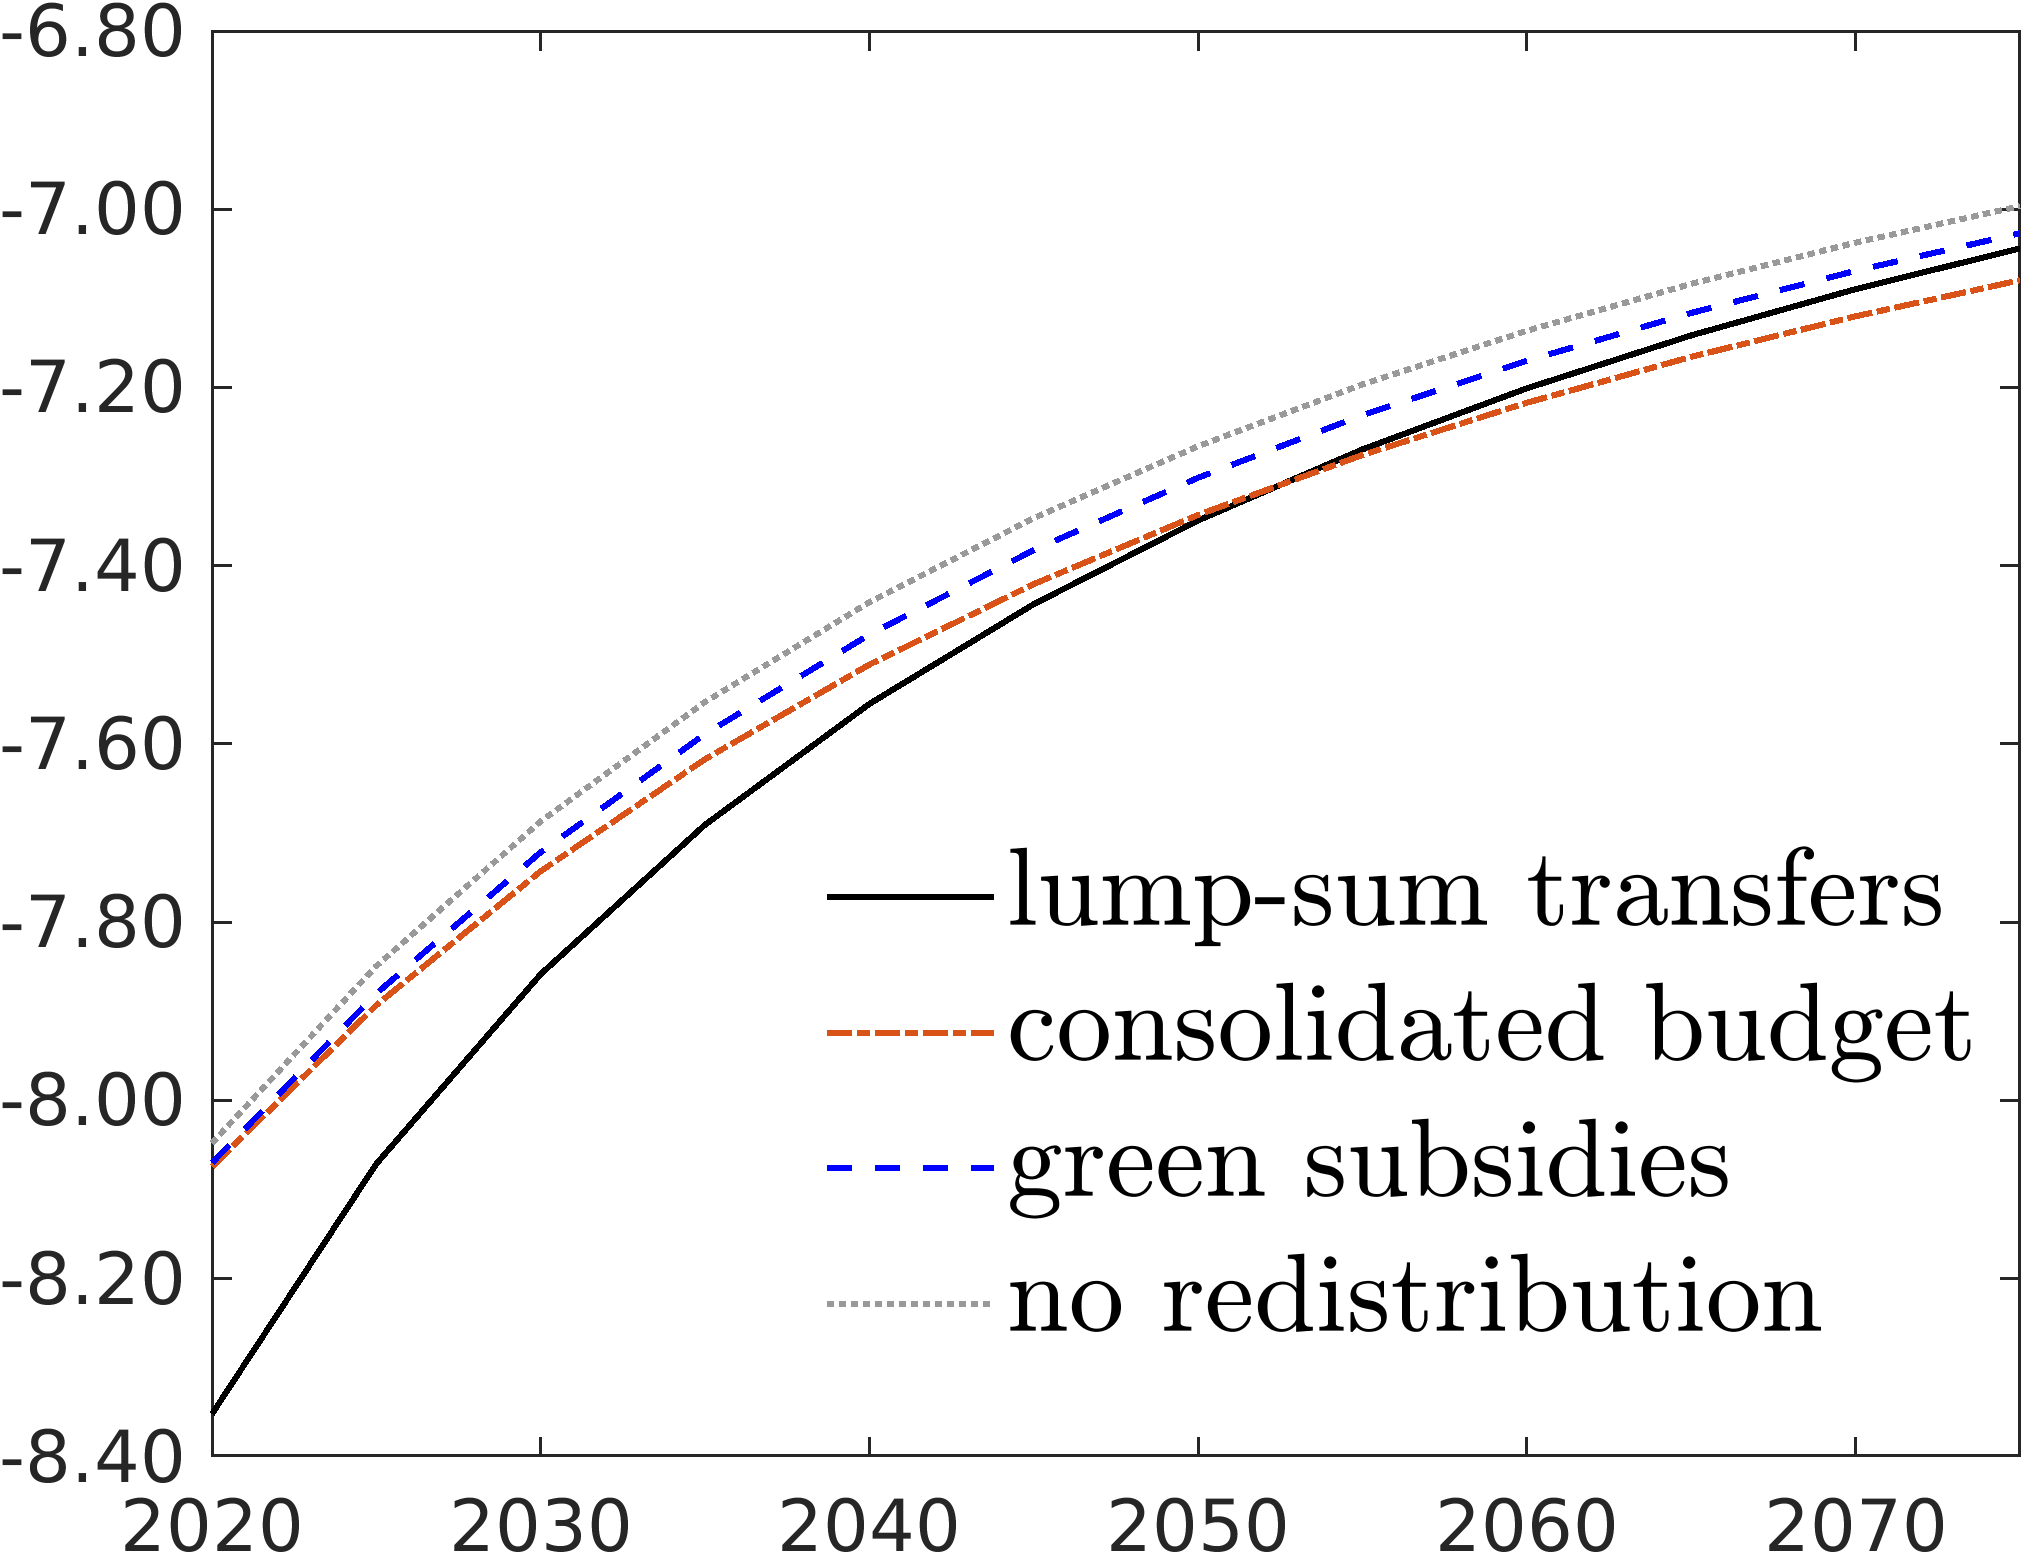 -6.80
-7.00
-7.20
-7.40
-7.60
-7.80
-8.00
-8.20
-8.40
lump-sum transfers
consolidated budget
green subsidies
no redistribution
2020 2030 2040 2050 2060 2070